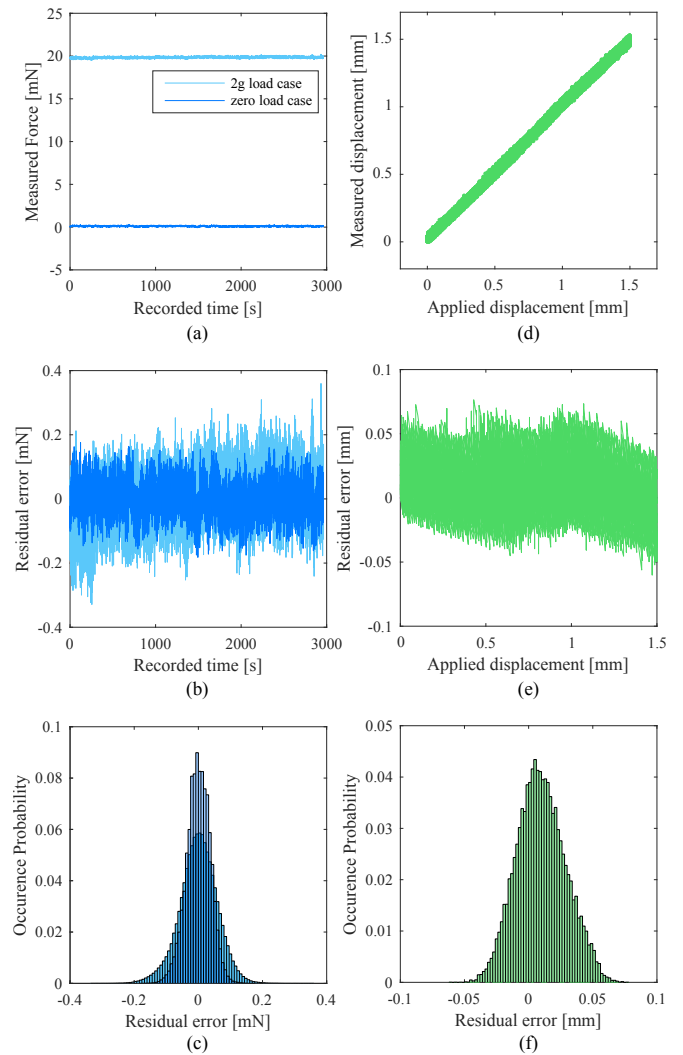 25
20
15
10
5
0
-5
Measured Force [mN]
2g load case
zero load case
0 1000 2000 3000
Recorded time [s]
(a)
1.5
1
0.5
0
Measured displacement [mm]
0 0.5 1 1.5
Applied displacement [mm]
(d)
0.4
0.2
0
-0.2
-0.4
Residual error [mN]
0 1000 2000 3000
Recorded time [s]
(b)
0.1
0.05
0
-0.05
-0.1
Residual error [mm]
0 0.5 1 1.5
Applied displacement [mm]
(e)
0.1
0.08
0.06
0.04
0.02
0
Occurence Probability
-0.4 -0.2 0 0.2 0.4
Residual error [mN]
(c)
0.05
0.04
0.03
0.02
0.01
0
Occurence Probability
-0.1 -0.05 0 0.05 0.1
Residual error [mm]
(f)